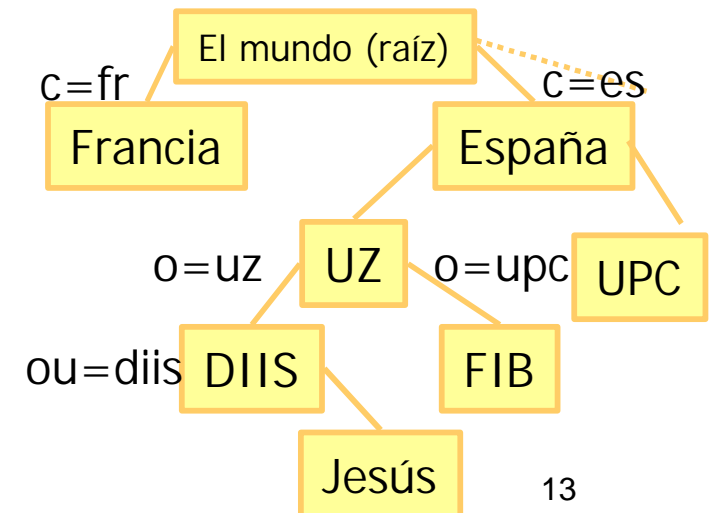 El mundo (raíz)
c=fr
c=es
Francia
España
o=uz
UZ
o=upc
UPC
ou=diis
DIIS
FIB
Jesús
13